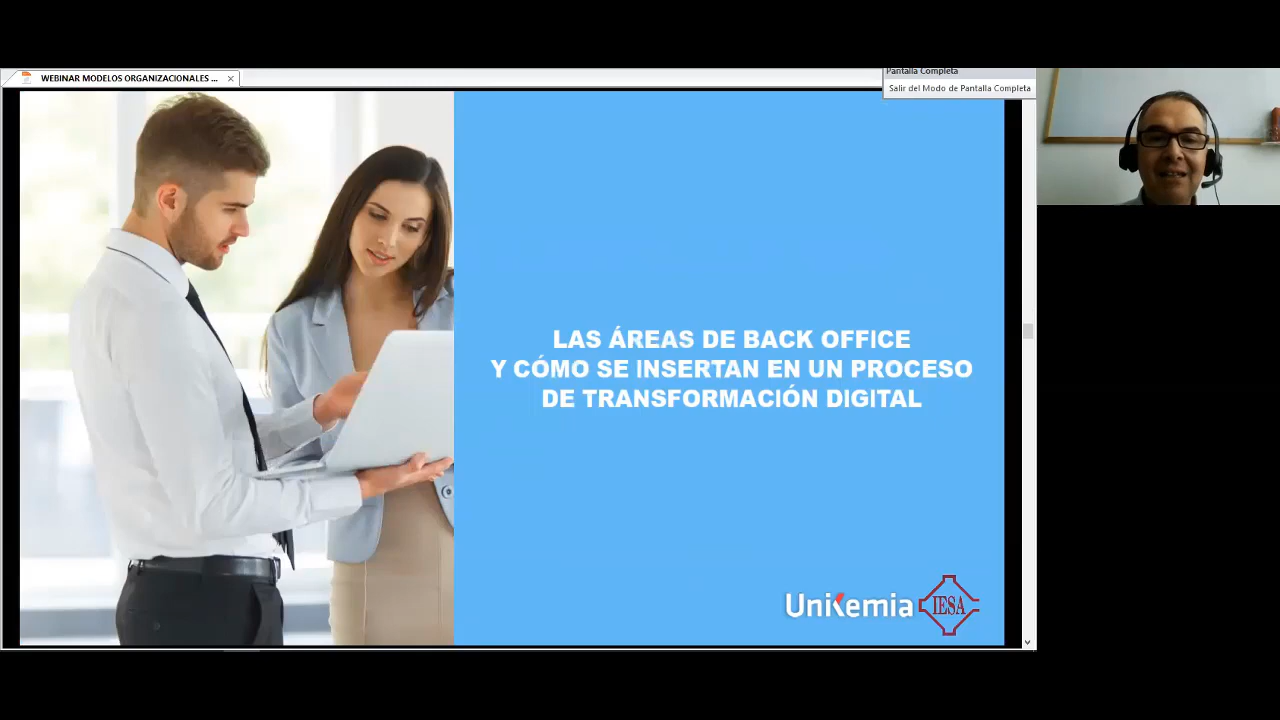 WEBINAR MODELOS ORGANIZACIONALES ...
Pantalla Completa
Salir del Modo de Pantalla Completa
LAS ÁREAS DE BACK OFFICE
Y CÓMO SE INSERTAN EN UN PROCESO
DE TRANSFORMACIÓN DIGITAL
Unikemia
IESA